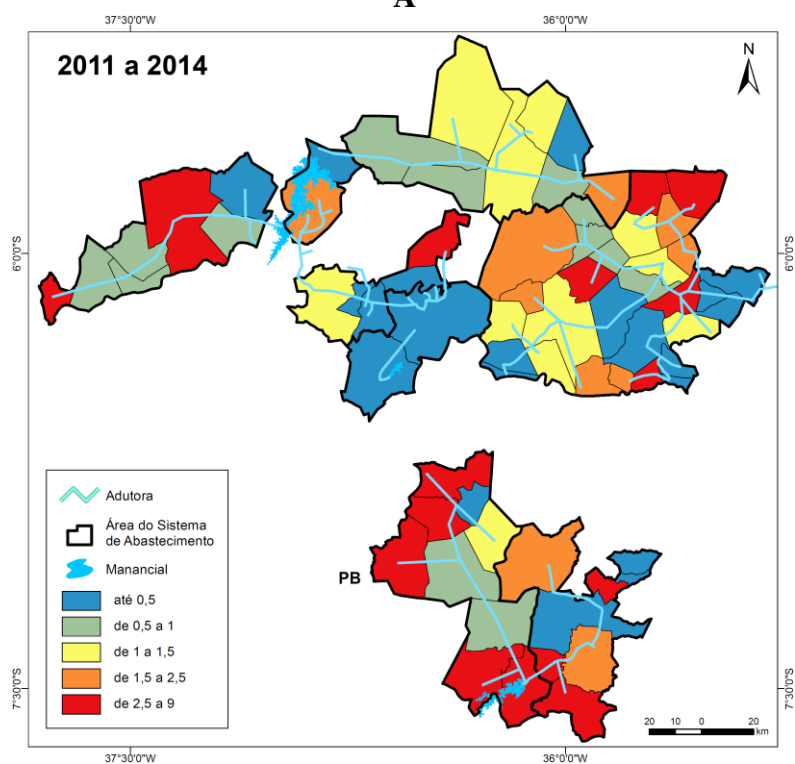 A
37°30'0"W
36°0'0"W
2011 a 2014
N
6°0'0"S
6°0'0"S
Adutora
Área do Sistema
de Abastecimento
Manancial
até 0,5
de 0,5 a 1
de 1 a 1,5
de 1,5 a 2,5
de 2,5 a 9
PB
7°30'0"S
7°30'0"S
20 10 0 20
km
37°30'0"W
36°0'0"W